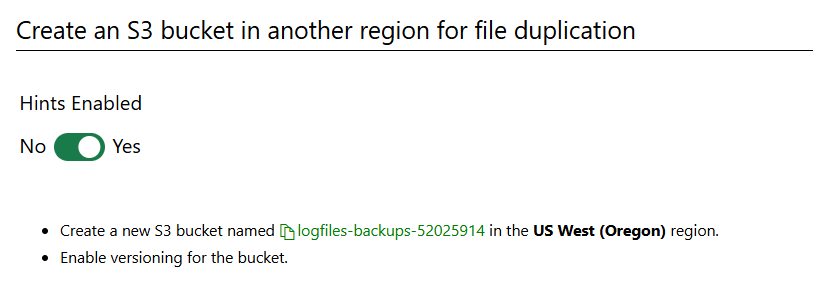 Create an S3 bucket in another region for file duplication
Hints Enabled
No Yes
• Create a new S3 bucket named logfiles-backups-52025914 in the US West (Oregon) region.
• Enable versioning for the bucket.